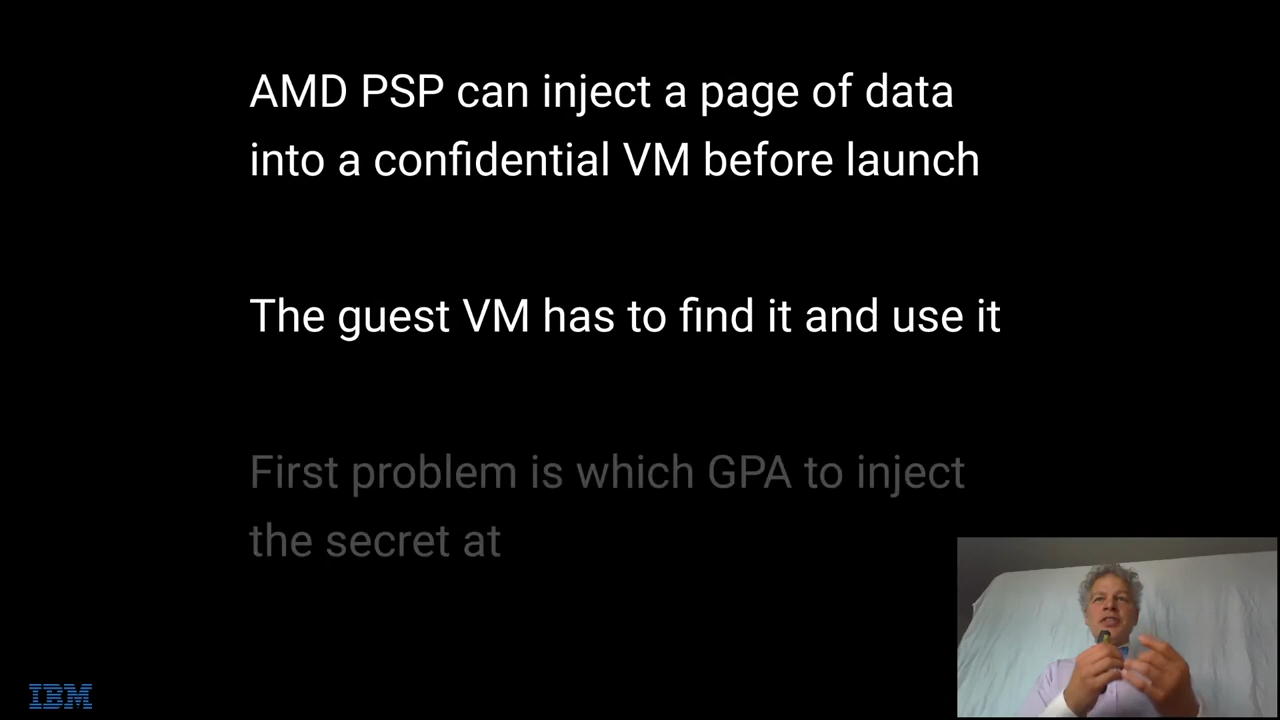 AMD PSP can inject a page of data
into a confidential VM before launch
The guest VM has to find it and use it
First problem is which GPA to inject
the secret at
IBM